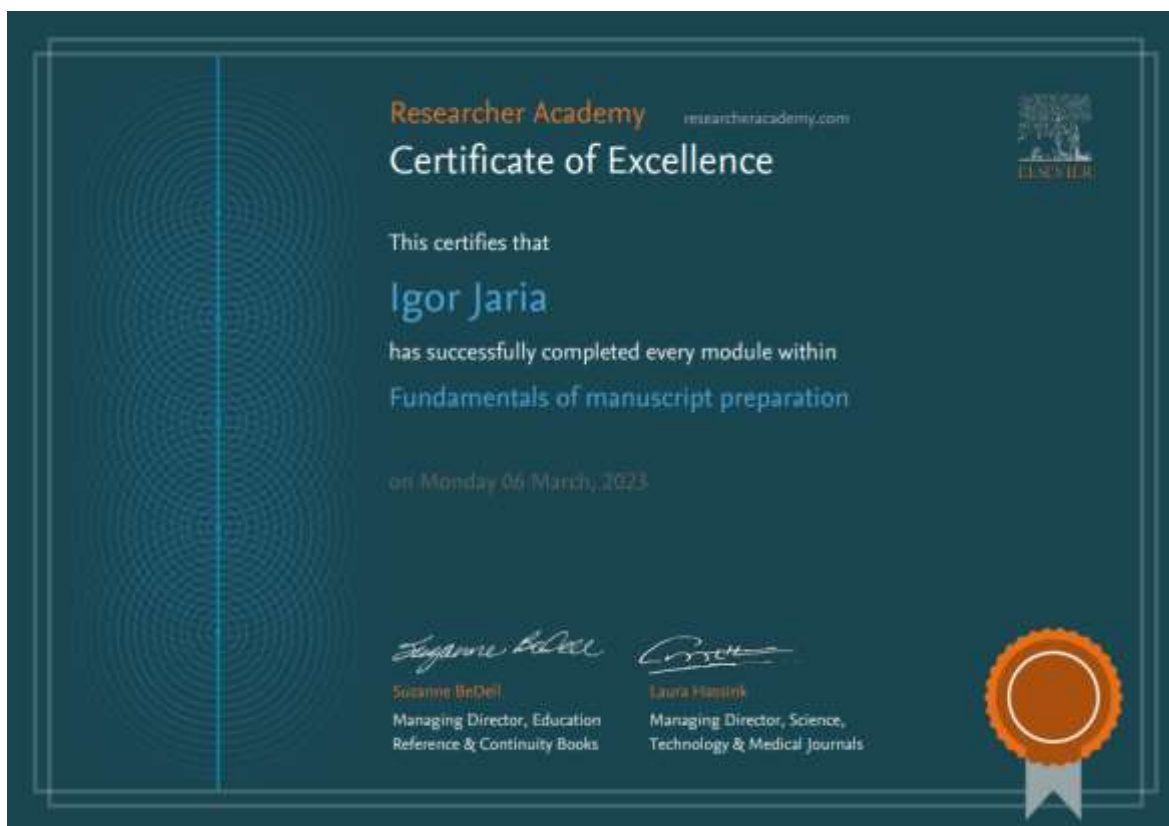 Researcher Academy researcheracademy.com
Certificate of Excellence
ELSEVIER
This certifies that
Igor Jaria
has successfully completed every module within
Fundamentals of manuscript preparation
on Monday 06 March, 2023
Suzanne BeDell
Suzanne BeDell
Laura Hassink
Managing Director, Education
Reference & Continuity Books
Managing Director, Science,
Technology & Medical Journals